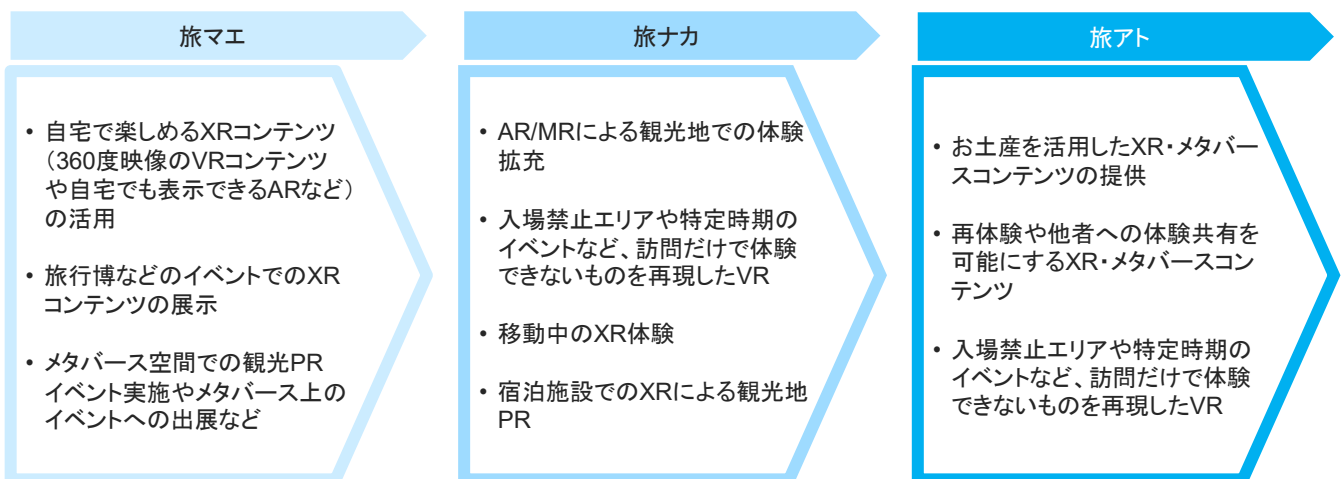 旅マエ
• 自宅で楽しめるXRコンテンツ
（360度映像のVRコンテンツ
や自宅でも表示できるARなど）
の活用
• 旅行博などのイベントでのXR
コンテンツの展示
• メタバース空間での観光PR
イベント実施やメタバース上の
イベントへの出展など
旅ナカ
• AR/MRによる観光地での体験
拡充
• 入場禁止エリアや特定時期の
イベントなど、訪問だけで体験
できないものを再現したVR
• 移動中のXR体験
• 宿泊施設でのXRによる観光地
PR
旅アト
• お土産を活用したXR・メタバー
スコンテンツの提供
• 再体験や他者への体験共有を
可能にするXR・メタバースコン
テンツ
• 入場禁止エリアや特定時期の
イベントなど、訪問だけで体験
できないものを再現したVR